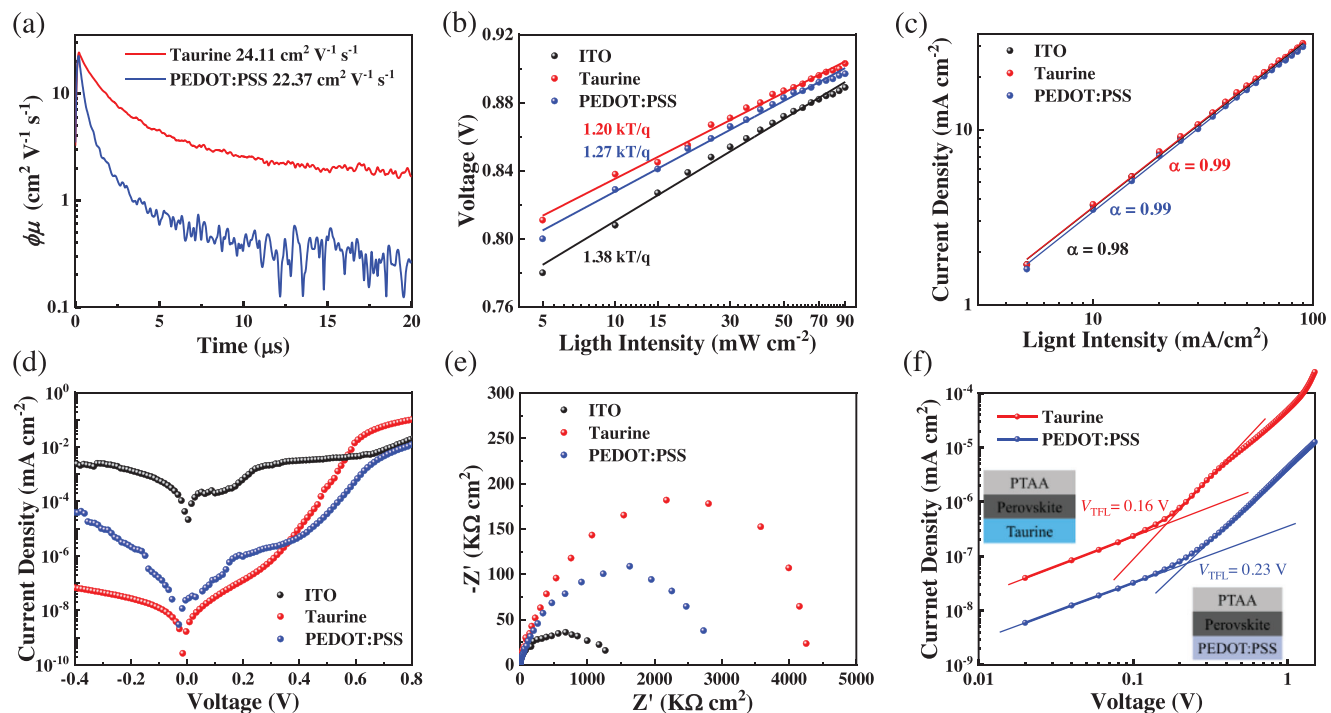 (a)
Taurine 24.11 cm² V⁻¹ s⁻¹
PEDOT:PSS 22.37 cm² V⁻¹ s⁻¹
ϕμ (cm² V⁻¹ s⁻¹)
10
1
0.1
0
5
10
15
20
Time (μs)
(b)
ITO
Taurine
PEDOT:PSS
1.20 kT/q
1.27 kT/q
1.38 kT/q
Voltage (V)
0.92
0.88
0.84
0.80
0.76
5
10
15
30
50
70
90
Ligth Intensity (mW cm⁻²)
(c)
ITO
Taurine
PEDOT:PSS
α = 0.99
α = 0.99
α = 0.98
Current Density (mA cm⁻²)
10
1
10
100
Lignt Intensity (mA/cm²)
(d)
Current Density (mA cm⁻²)
10⁰
10⁻²
10⁻⁴
10⁻⁶
10⁻⁸
10⁻¹⁰
ITO
Taurine
PEDOT:PSS
-0.4
-0.2
0.0
0.2
0.4
0.6
0.8
Voltage (V)
(e)
ITO
Taurine
PEDOT:PSS
-Z' (KΩ cm²)
300
250
200
150
100
50
0
0
1000
2000
3000
4000
5000
Z' (KΩ cm²)
(f)
Taurine
PEDOT:PSS
PTAA
Perovskite
Taurine
V_TFL = 0.16 V
V_TFL = 0.23 V
PTAA
Perovskite
PEDOT:PSS
Currnet Density (mA cm²)
10⁻⁴
10⁻⁵
10⁻⁶
10⁻⁷
10⁻⁸
10⁻⁹
0.01
0.1
1
Voltage (V)